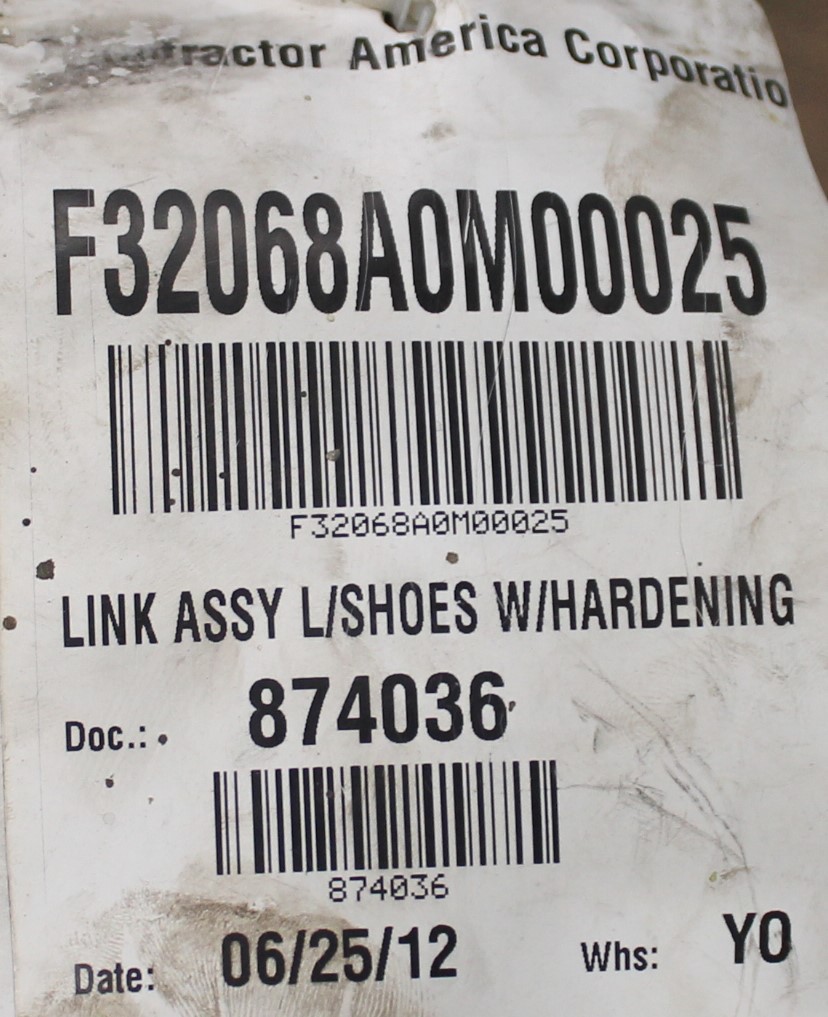 America Corporatio
F32068A0M00025
F32068A0M00025
LINK ASSY L/SHOES W/HARDENING
Doc.: 874036
874036
Date: 06/25/12 Whs: YO